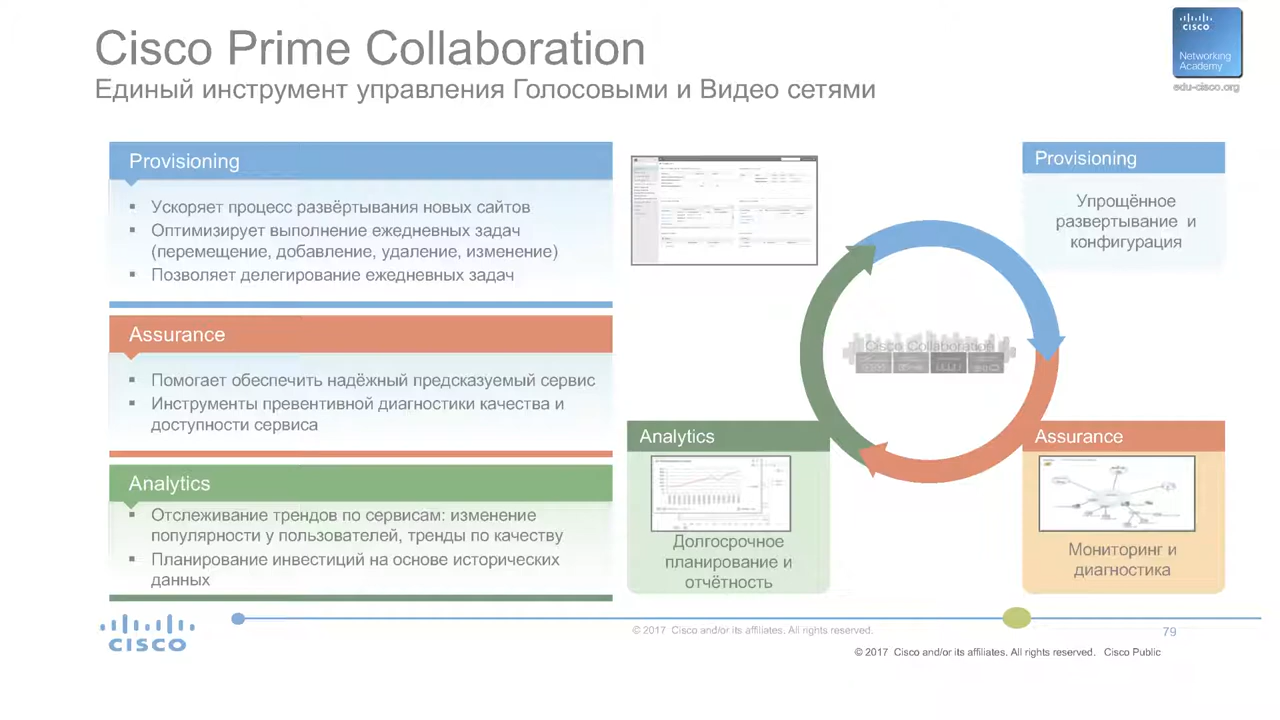 Cisco Prime Collaboration
Единый инструмент управления Голосовыми и Видео сетями
CISCO
Networking
Academy
edu-cisco.org
Provisioning
▪ Ускоряет процесс развёртывания новых сайтов
▪ Оптимизирует выполнение ежедневных задач
(перемещение, добавление, удаление, изменение)
▪ Позволяет делегирование ежедневных задач
Assurance
▪ Помогает обеспечить надёжный предсказуемый сервис
▪ Инструменты превентивной диагностики качества и
доступности сервиса
Analytics
▪ Отслеживание трендов по сервисам: изменение
популярности у пользователей, тренды по качеству
▪ Планирование инвестиций на основе исторических
данных
Provisioning
Упрощённое
развертывание и
конфигурация
Cisco Collaboration
Analytics
Долгосрочное
планирование и
отчётность
Assurance
Мониторинг и
диагностика
CISCO
© 2017 Cisco and/or its affiliates. All rights reserved.
79
© 2017 Cisco and/or its affiliates. All rights reserved. Cisco Public